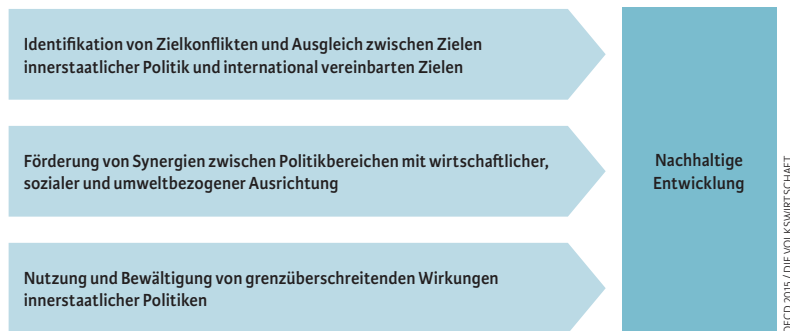 Identifikation von Zielkonflikten und Ausgleich zwischen Zielen
innerstaatlicher Politik und international vereinbarten Zielen
Förderung von Synergien zwischen Politikbereichen mit wirtschaftlicher,
sozialer und umweltbezogener Ausrichtung
Nutzung und Bewältigung von grenzüberschreitenden Wirkungen
innerstaatlicher Politiken
Nachhaltige
Entwicklung
OECD 2015 / DIE VOLKSWIRTSCHAFT